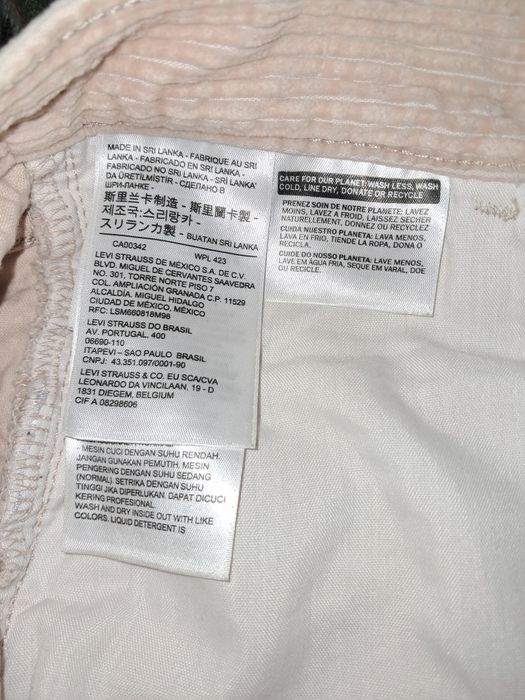 MADE IN SRI LANKA - FABRIQUE AU SRI
LANKA - FABRICADO EN SRI LANKA -
FABRICADO NO SRI LANKA - SRİ LANKA'
DA ÜRETİLMİSTİR - СДЕЛАНО В
ШРИ-ЛАНКЕ -
斯里兰卡制造 - 斯里蘭卡製 -
제조국:스리랑카 -
スリランカ製 - BUATAN SRI LANKA
CA00342 WPL 423
LEVI STRAUSS DE MÉXICO S.A. DE C.V.
BLVD. MIGUEL DE CERVANTES SAAVEDRA
NO. 301, TORRE NORTE PISO 7
COL. AMPLIACIÓN GRANADA C.P. 11529
ALCALDÍA. MIGUEL HIDALGO
CIUDAD DE MÉXICO, MÉXICO
RFC: LSM660818M98
LEVI STRAUSS DO BRASIL
AV. PORTUGAL, 400
06690-110
ITAPEVI – SAO PAULO BRASIL
CNPJ: 43.351.097/0001-90
LEVI STRAUSS & CO. EU SCA/CVA
LEONARDO DA VINCILAAN, 19 - D
1831 DIEGEM, BELGIUM
CIF A 08298606
- MESIN CUCI DENGAN SUHU RENDAH.
JANGAN GUNAKAN PEMUTIH. MESIN
PENGERING DENGAN SUHU SEDANG
(NORMAL). SETRIKA DENGAN SUHU
TINGGI JIKA DIPERLUKAN. DAPAT DICUCI
KERING PROFESIONAL
WASH AND DRY INSIDE OUT WITH LIKE
COLORS. LIQUID DETERGENT IS
CARE FOR OUR PLANET: WASH LESS, WASH
COLD, LINE DRY, DONATE OR RECYCLE
PRENEZ SOIN DE NOTRE PLANETE: LAVEZ
MOINS, LAVEZ A FROID, LAISSEZ SECHER
NATURELLEMENT, DONNEZ OU RECYCLEZ
CUIDA NUESTRO PLANETA: LAVA MENOS,
LAVA EN FRIO, TIENDE LA ROPA, DONA O
RECICLA.
CUIDE DO NOSSO PLANETA: LAVE MENOS,
LAVE EM ÁGUA FRIA, SEQUE EM VARAL, DOE
OU RECICLE.